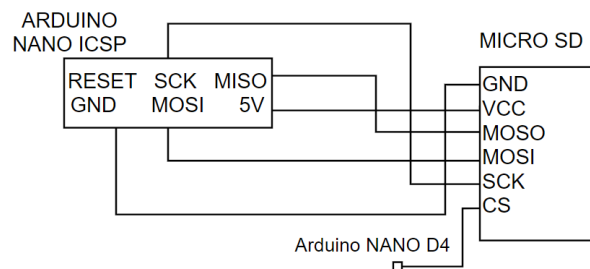 ARDUINO
NANO ICSP
RESET SCK MISO
GND MOSI 5V
MICRO SD
GND
VCC
MOSO
MOSI
SCK
CS
Arduino NANO D4